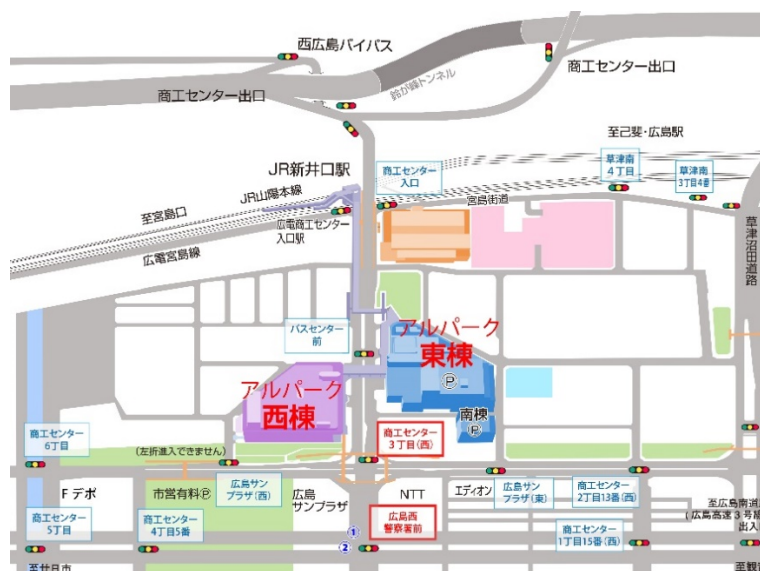 西広島バイパス
商工センター出口
鈴が峰トンネル
商工センター出口
至己斐・広島駅
JR新井口駅
商工センター
入口
草津南
4丁目
草津南
3丁目4番
JR山陽本線
至宮島口
宮島街道
広電商工センター
入口駅
広電宮島線
草津沼田道路
バスセンター
前
アルパーク
東棟
P
アルパーク
西棟
南棟
P
商工センター
6丁目
(左折進入できません)
商工センター
3丁目(西)
Fデポ
市営有料P
広島サン
プラザ(西)
広島
サンプラザ
NTT
エディオン
広島サン
プラザ(東)
商工センター
2丁目13番(西)
商工センター
5丁目
商工センター
4丁目5番
広島西
警察署前
至広島南道
(広島高速3号
出入
商工センター
1丁目15番(西)
1
2
至廿日市
至観